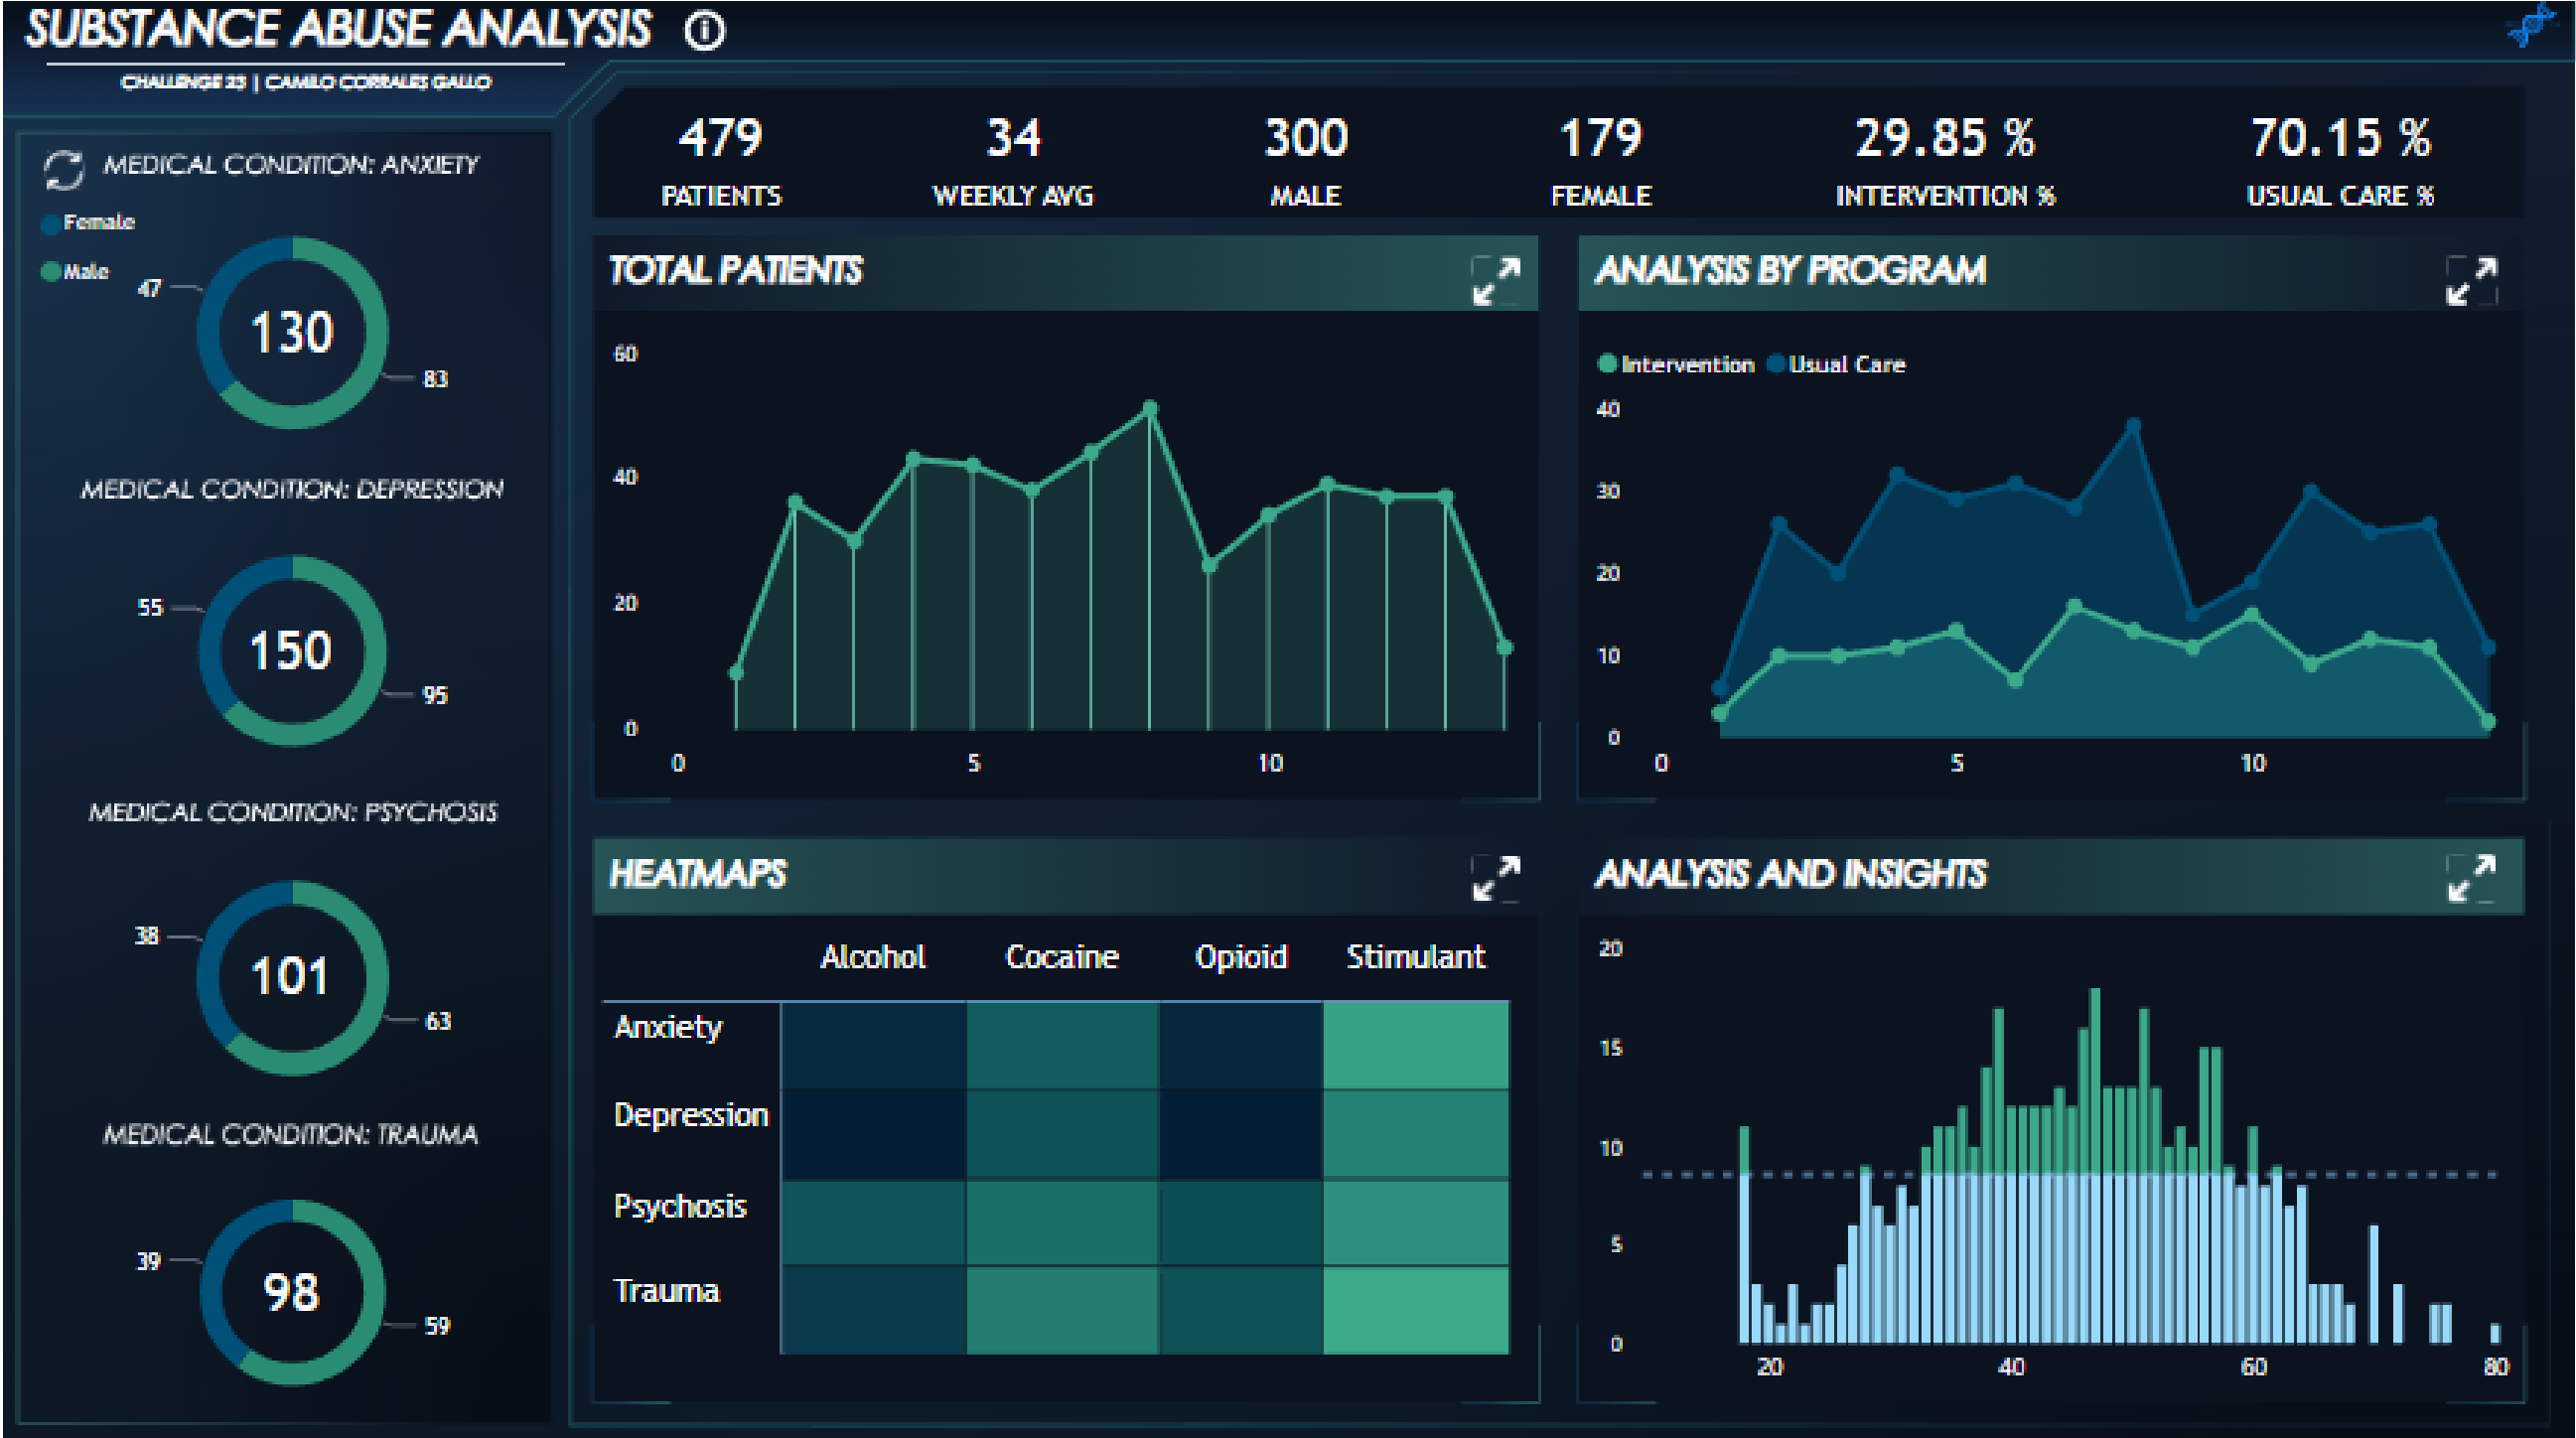 SUBSTANCE ABUSE ANALYSIS
CHALLENGE 23 | CAMILO CORRALES GALLO
MEDICAL CONDITION: ANXIETY
Female
Male
47
130
83
MEDICAL CONDITION: DEPRESSION
55
150
95
MEDICAL CONDITION: PSYCHOSIS
38
101
63
MEDICAL CONDITION: TRAUMA
39
98
59
479 34 300 179 29.85 % 70.15 %
PATIENTS WEEKLY AVG MALE FEMALE INTERVENTION % USUAL CARE %
TOTAL PATIENTS
60
40
20
0
0 5 10
ANALYSIS BY PROGRAM
Intervention Usual Care
40
30
20
10
0
0 5 10
HEATMAPS
Alcohol Cocaine Opioid Stimulant
Anxiety
Depression
Psychosis
Trauma
ANALYSIS AND INSIGHTS
20
15
10
5
0
20 40 60 80